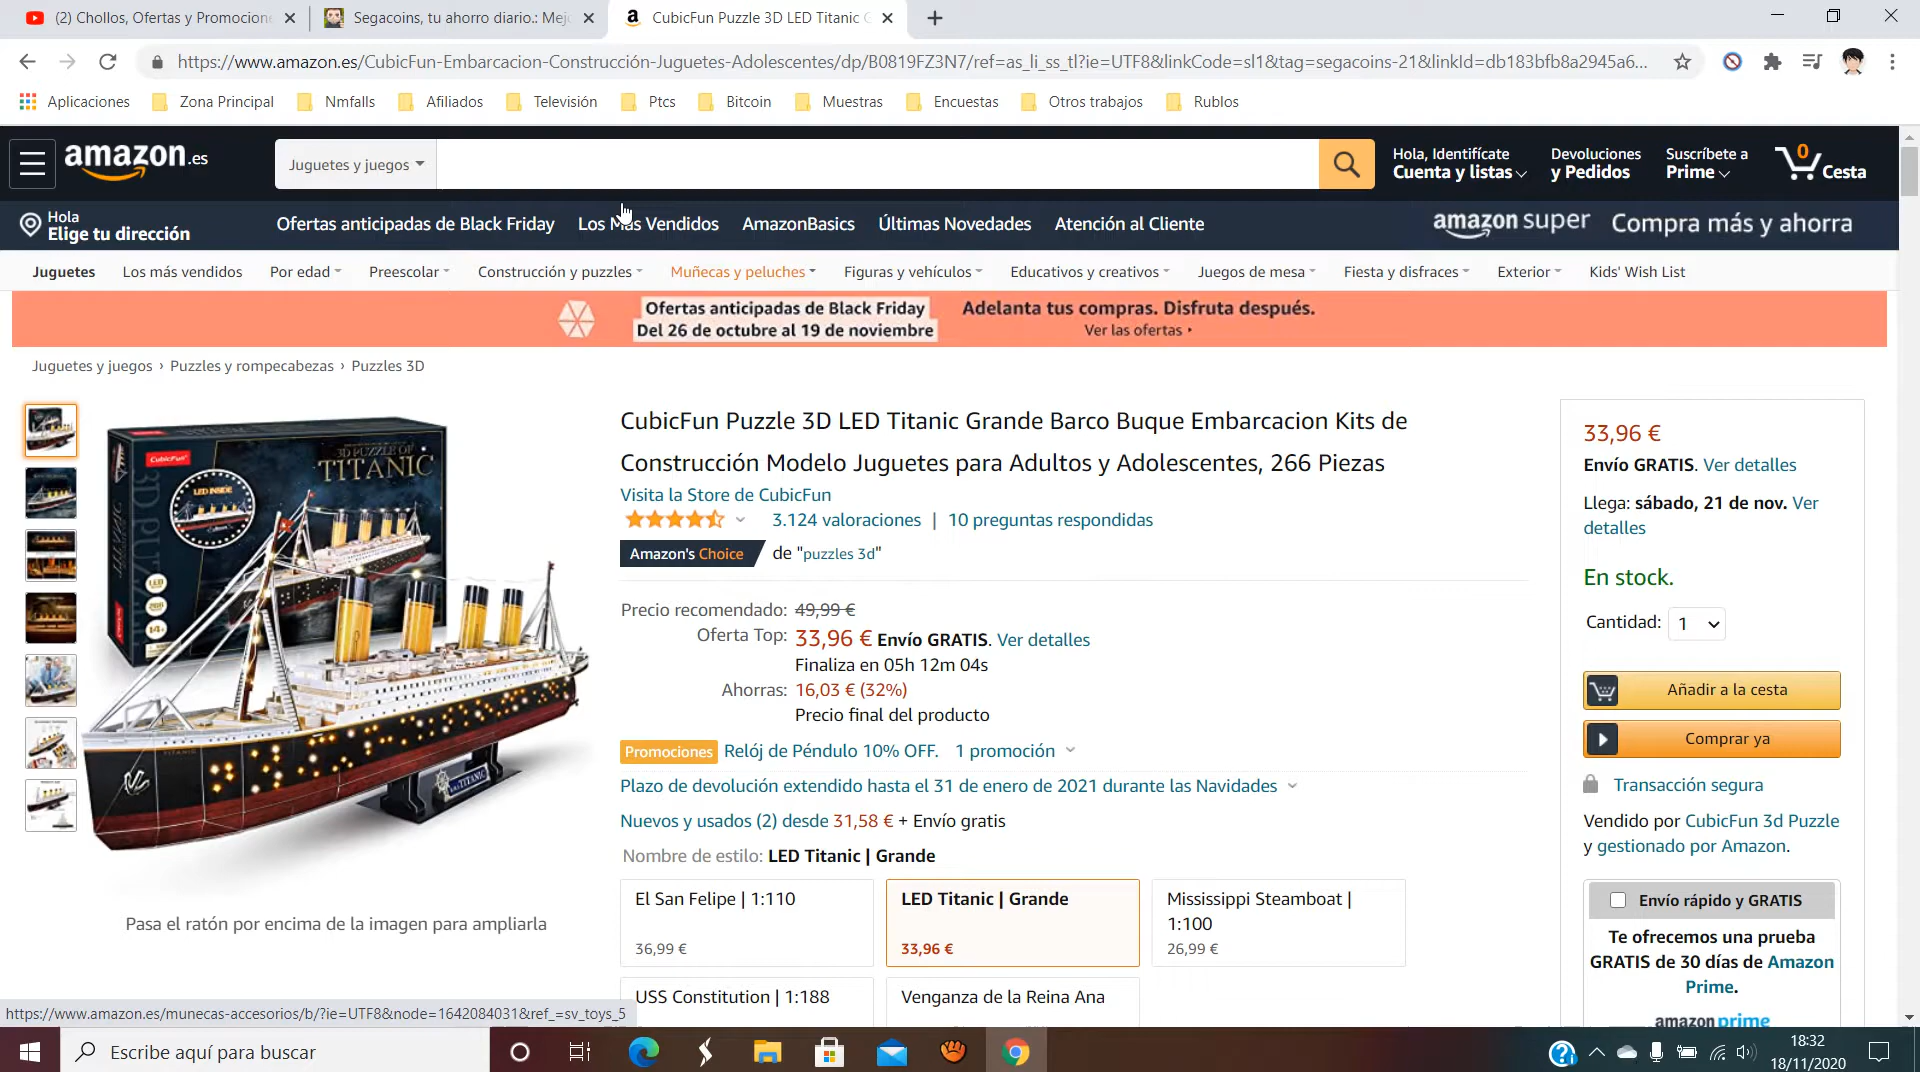 (2) Chollos, Ofertas y Promocione
Segacoins, tu ahorro diario.: Mejo
CubicFun Puzzle 3D LED Titanic G
https://www.amazon.es/CubicFun-Embarcacion-Construcción-Juguetes-Adolescentes/dp/B0819FZ3N7/ref=as_li_ss_tl?ie=UTF8&linkCode=sl1&tag=segacoins-21&linkId=db183bfb8a2945a6...
Aplicaciones Zona Principal Nmfalls Afiliados Televisión Ptcs Bitcoin Muestras Encuestas Otros trabajos Rublos
amazon.es
Juguetes y juegos
Hola, Identifícate
Cuenta y listas
Devoluciones
y Pedidos
Suscríbete a
Prime
0
Cesta
Hola
Elige tu dirección
Ofertas anticipadas de Black Friday Los Más Vendidos AmazonBasics Últimas Novedades Atención al Cliente
amazon super Compra más y ahorra
Juguetes Los más vendidos Por edad Preescolar Construcción y puzzles Muñecas y peluches Figuras y vehículos Educativos y creativos Juegos de mesa Fiesta y disfraces Exterior Kids' Wish List
Ofertas anticipadas de Black Friday
Del 26 de octubre al 19 de noviembre
Adelanta tus compras. Disfruta después.
Ver las ofertas ‣
Juguetes y juegos › Puzzles y rompecabezas › Puzzles 3D
CubicFun
3D PUZZLE OF
TITANIC
LED INSIDE
LED
266
14+
TITANIC
TITANIC
Pasa el ratón por encima de la imagen para ampliarla
CubicFun Puzzle 3D LED Titanic Grande Barco Buque Embarcacion Kits de
Construcción Modelo Juguetes para Adultos y Adolescentes, 266 Piezas
Visita la Store de CubicFun
3.124 valoraciones | 10 preguntas respondidas
Amazon's Choice de "puzzles 3d"
Precio recomendado: 49,99 €
Oferta Top: 33,96 € Envío GRATIS. Ver detalles
Finaliza en 05h 12m 04s
Ahorras: 16,03 € (32%)
Precio final del producto
Promociones Relój de Péndulo 10% OFF. 1 promoción
Plazo de devolución extendido hasta el 31 de enero de 2021 durante las Navidades
Nuevos y usados (2) desde 31,58 € + Envío gratis
Nombre de estilo: LED Titanic | Grande
El San Felipe | 1:110
36,99 €
LED Titanic | Grande
33,96 €
Mississippi Steamboat |
1:100
26,99 €
USS Constitution | 1:188
Venganza de la Reina Ana
33,96 €
Envío GRATIS. Ver detalles
Llega: sábado, 21 de nov. Ver
detalles
En stock.
Cantidad: 1
Añadir a la cesta
Comprar ya
Transacción segura
Vendido por CubicFun 3d Puzzle
y gestionado por Amazon.
Envío rápido y GRATIS
Te ofrecemos una prueba
GRATIS de 30 días de Amazon
Prime.
amazon prime
https://www.amazon.es/munecas-accesorios/b/?ie=UTF8&node=1642084031&ref_=sv_toys_5
Escribe aquí para buscar
18:32
18/11/2020